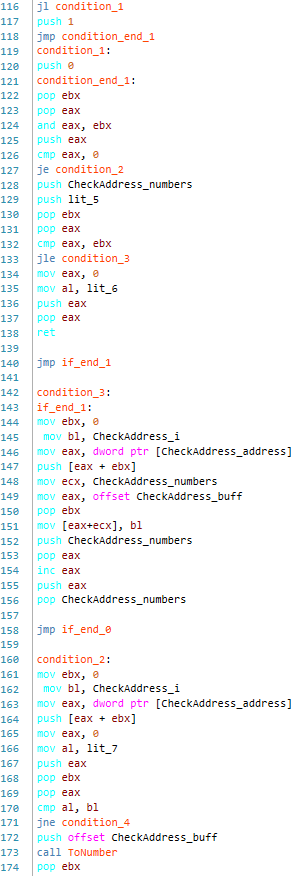 116 jl condition_1
117 push 1
118 jmp condition_end_1
119 condition_1:
120 push 0
121 condition_end_1:
122 pop ebx
123 pop eax
124 and eax, ebx
125 push eax
126 cmp eax, 0
127 je condition_2
128 push CheckAddress_numbers
129 push lit_5
130 pop ebx
131 pop eax
132 cmp eax, ebx
133 jle condition_3
134 mov eax, 0
135 mov al, lit_6
136 push eax
137 pop eax
138 ret
139
140 jmp if_end_1
141
142 condition_3:
143 if_end_1:
144 mov ebx, 0
145 mov bl, CheckAddress_i
146 mov eax, dword ptr [CheckAddress_address]
147 push [eax + ebx]
148 mov ecx, CheckAddress_numbers
149 mov eax, offset CheckAddress_buff
150 pop ebx
151 mov [eax+ecx], bl
152 push CheckAddress_numbers
153 pop eax
154 inc eax
155 push eax
156 pop CheckAddress_numbers
157
158 jmp if_end_0
159
160 condition_2:
161 mov ebx, 0
162 mov bl, CheckAddress_i
163 mov eax, dword ptr [CheckAddress_address]
164 push [eax + ebx]
165 mov eax, 0
166 mov al, lit_7
167 push eax
168 pop ebx
169 pop eax
170 cmp al, bl
171 jne condition_4
172 push offset CheckAddress_buff
173 call ToNumber
174 pop ebx